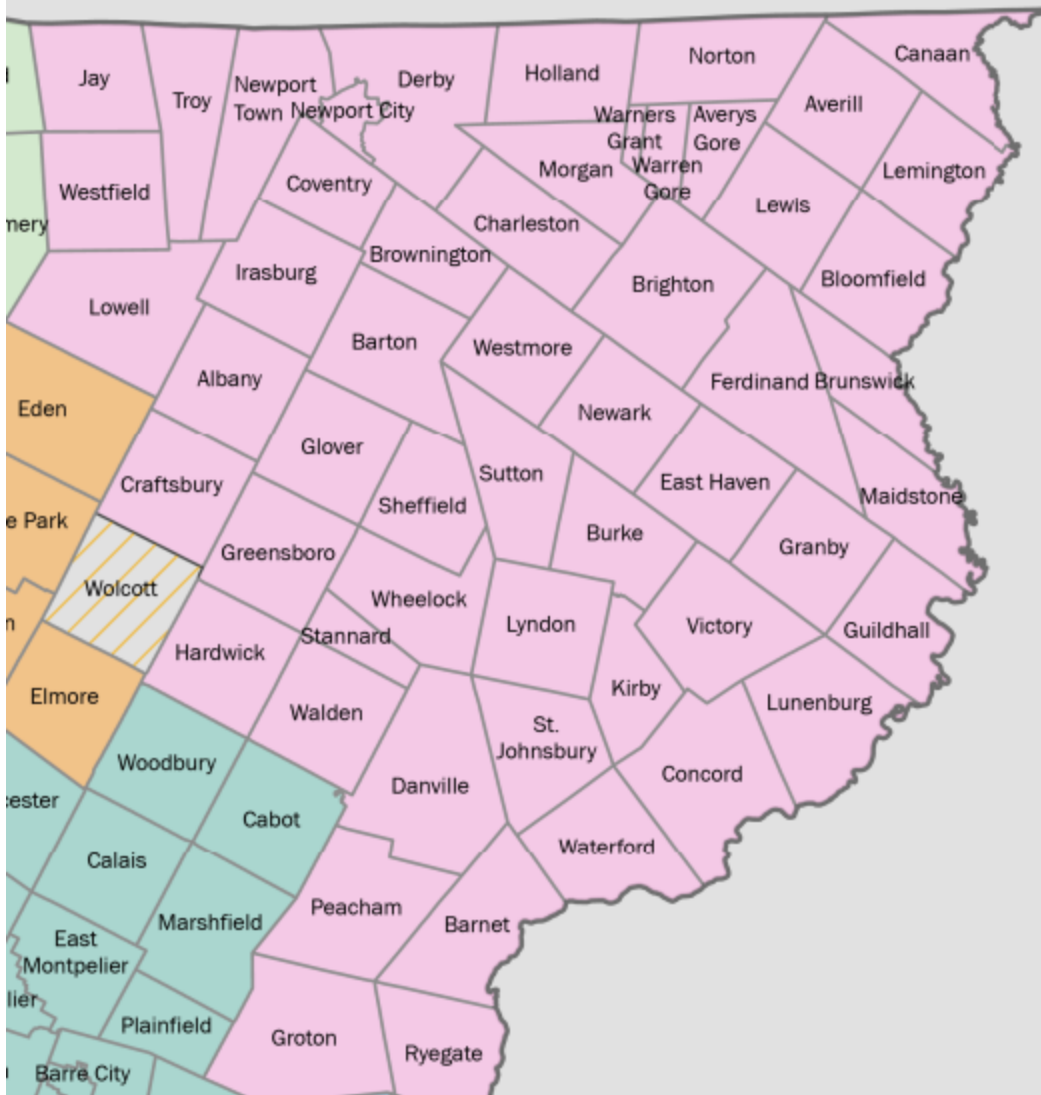 Canaan
Norton
Holland
Derby
Jay
Newport
Town
Troy
Averill
Newport City
Warners
Grant
Averys
Gore
Morgan
Warren
Gore
Lemington
Coventry
Westfield
Lewis
mery
Charleston
Brownington
Irasburg
Bloomfield
Brighton
Lowell
Barton
Westmore
Albany
Ferdinand
Brunswick
Eden
Newark
Glover
Sutton
East Haven
Craftsbury
Maidstone
Sheffield
e Park
Burke
Granby
Greensboro
Wolcott
Wheelock
n
Lyndon
Victory
Guildhall
Stannard
Hardwick
Kirby
Elmore
Lunenburg
Walden
St.
Johnsbury
Woodbury
Concord
Danville
cester
Cabot
Waterford
Calais
Peacham
Marshfield
Barnet
East
Montpelier
lier
Plainfield
Groton
Ryegate
Barre City